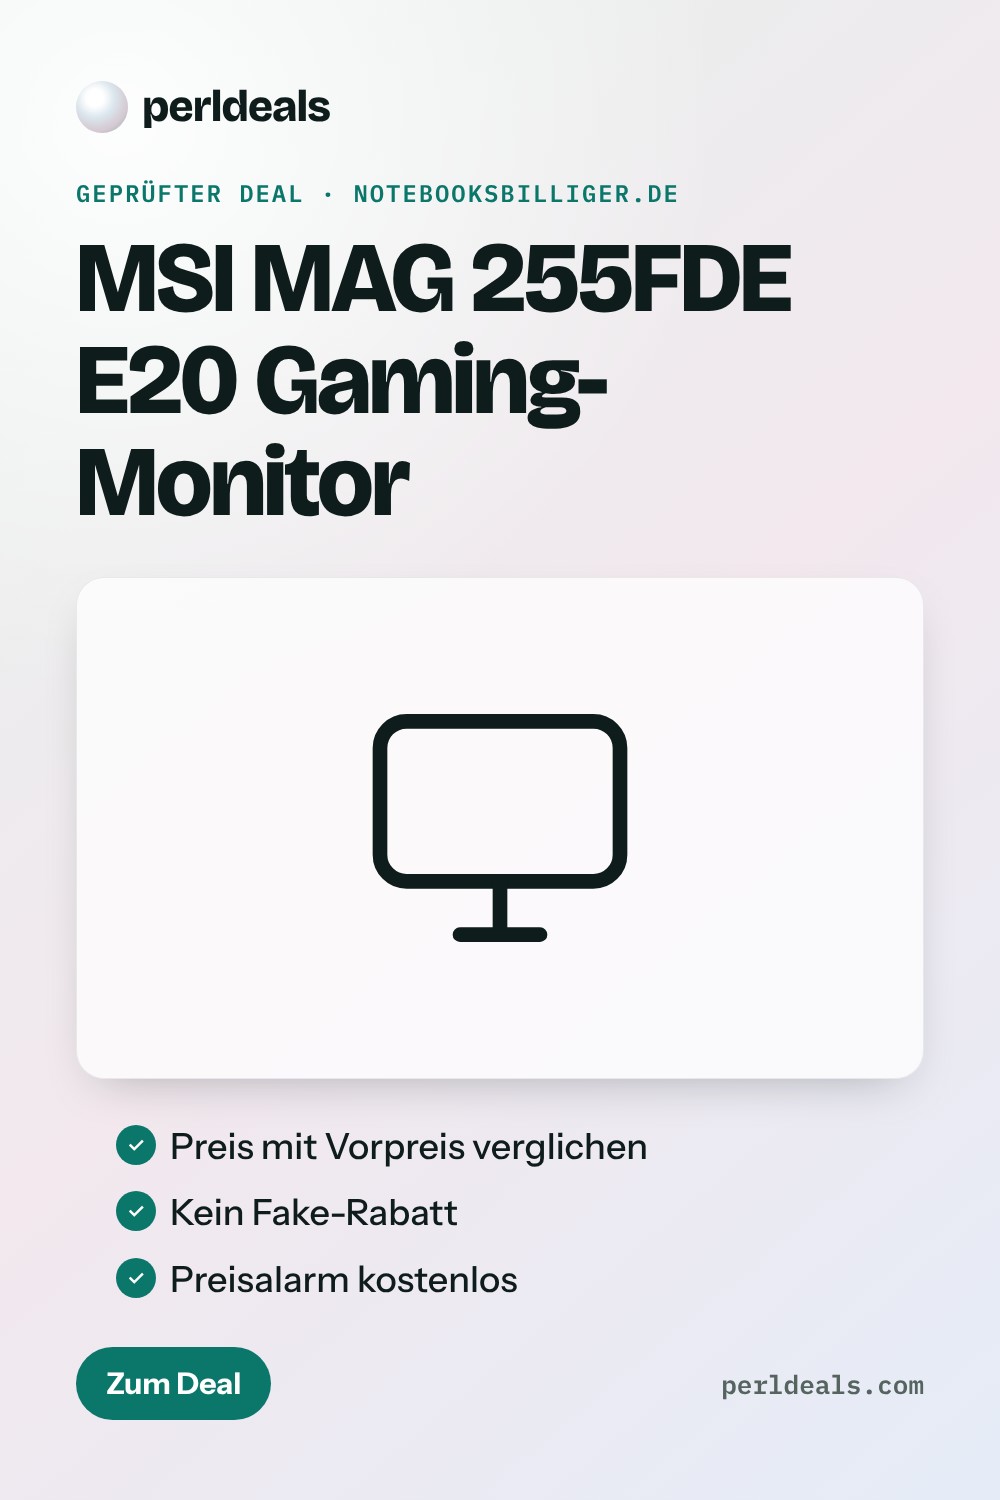 perldeals
GEPRÜFTER DEAL · NOTEBOOKSBILLIGER.DE
MSI MAG 255FDE
E20 Gaming-
Monitor
Preis mit Vorpreis verglichen
Kein Fake-Rabatt
Preisalarm kostenlos
Zum Deal
perldeals.com